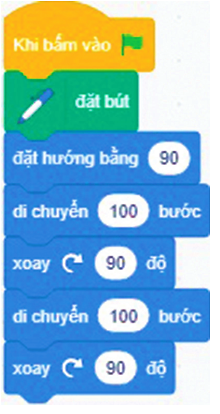 Khi bấm vào
đặt bút
đặt hướng bằng 90
di chuyển 100 bước
xoay 90 độ
di chuyển 100 bước
xoay 90 độ